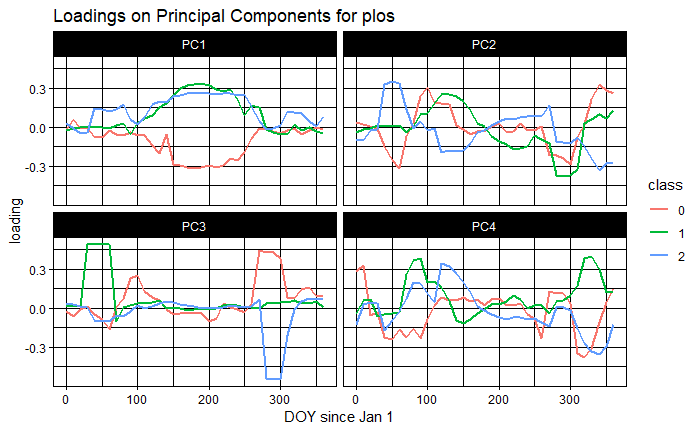 Loadings on Principal Components for plos
PC1
PC2
0.3
0.0
-0.3
PC3
PC4
0.3
0.0
-0.3
0
100
200
300
0
100
200
300
DOY since Jan 1
loading
class
0
1
2